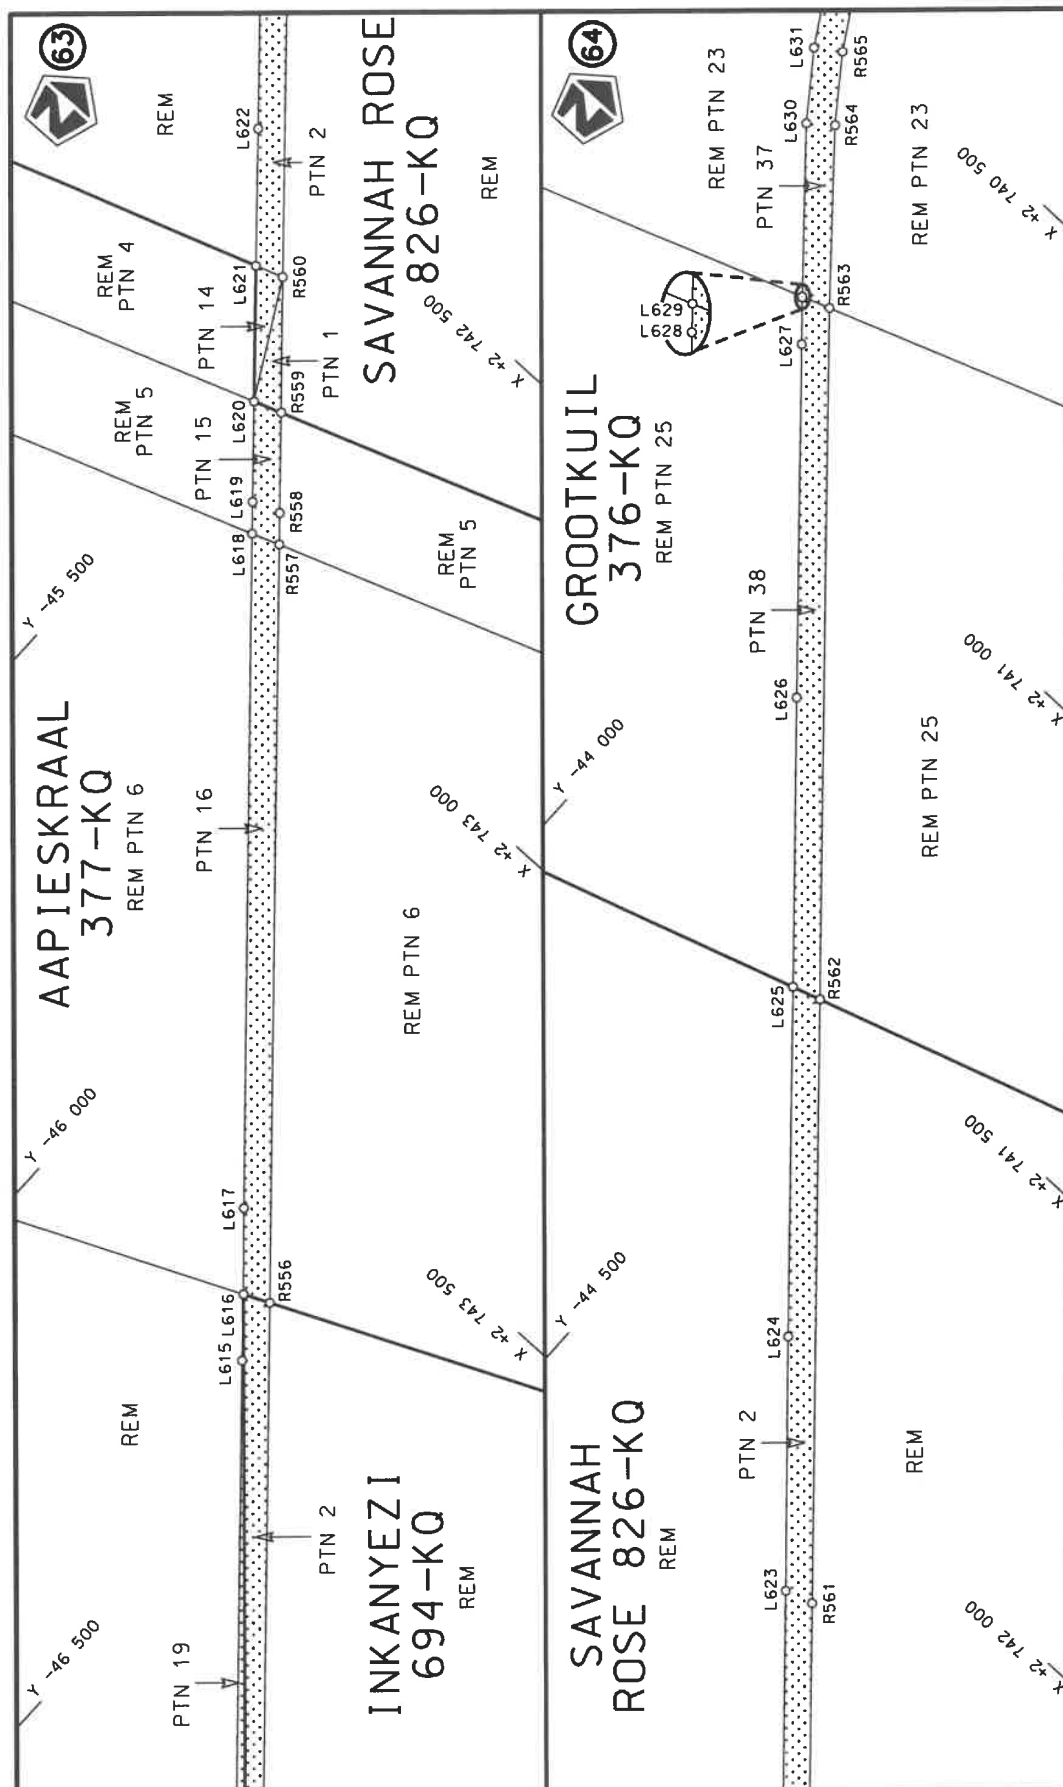 63
AAPIESKRAAL
377-KQ
REM PTN 6
INKANYEZI
694-KQ
REM
SAVANNAH ROSE
826-KQ
REM
REM
REM
PTN 19
PTN 2
PTN 16
REM PTN 6
PTN 15
REM
PTN 5
REM
PTN 5
PTN 14
REM
PTN 4
PTN 1
PTN 2
REM
L615
L616
L617
L618
L619
L620
L621
L622
R556
R557
R558
R559
R560
Y -46 500
Y -46 000
Y -45 500
X +2 743 500
X +2 743 000
X +2 742 500
64
SAVANNAH
ROSE 826-KQ
REM
GROOTKUIL
376-KQ
REM PTN 25
PTN 2
REM
PTN 38
REM PTN 25
PTN 37
REM PTN 23
REM PTN 23
L623
L624
L625
L626
L627
L628
L629
L630
L631
R561
R562
R563
R564
R565
Y -44 500
Y -44 000
X +2 742 000
X +2 741 500
X +2 741 000
X +2 740 500